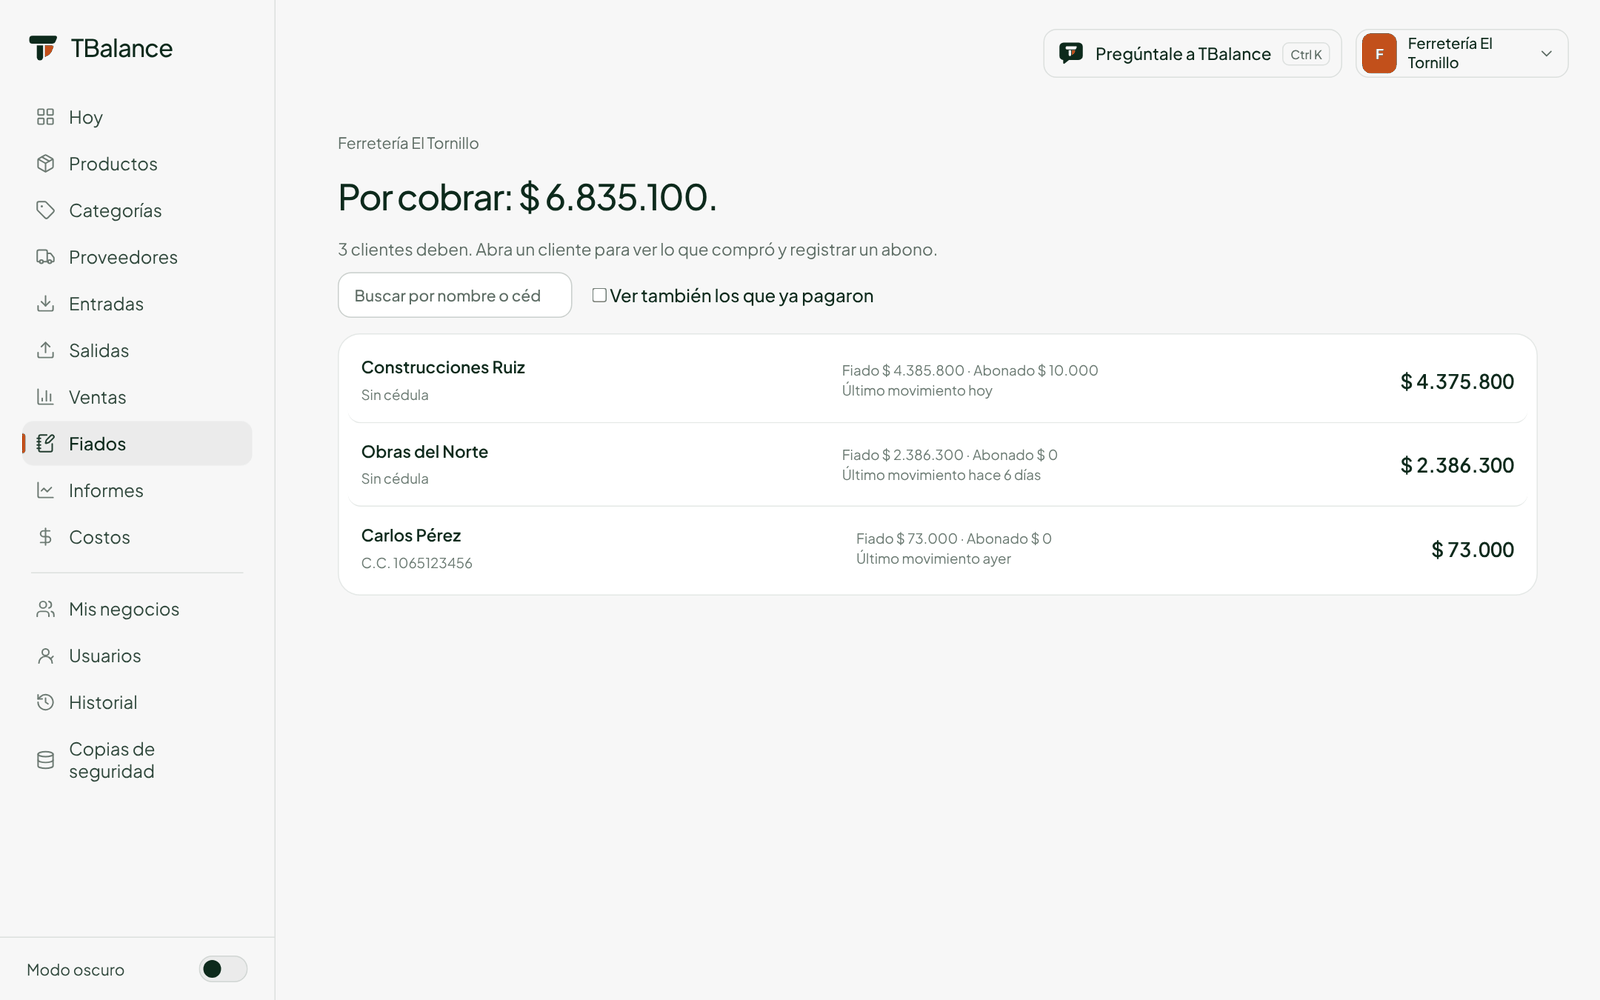 TBalance
Pregúntale a TBalance
Ctrl K
F
Ferretería El
Tornillo
Hoy
Productos
Categorías
Proveedores
Entradas
Salidas
Ventas
Fiados
Informes
Costos
Mis negocios
Usuarios
Historial
Copias de
seguridad
Modo oscuro
Ferretería El Tornillo
Por cobrar: $ 6.835.100.
3 clientes deben. Abra un cliente para ver lo que compró y registrar un abono.
Buscar por nombre o céd
Ver también los que ya pagaron
Construcciones Ruiz
Sin cédula
Fiado $ 4.385.800 · Abonado $ 10.000
Último movimiento hoy
$ 4.375.800
Obras del Norte
Sin cédula
Fiado $ 2.386.300 · Abonado $ 0
Último movimiento hace 6 días
$ 2.386.300
Carlos Pérez
C.C. 1065123456
Fiado $ 73.000 · Abonado $ 0
Último movimiento ayer
$ 73.000